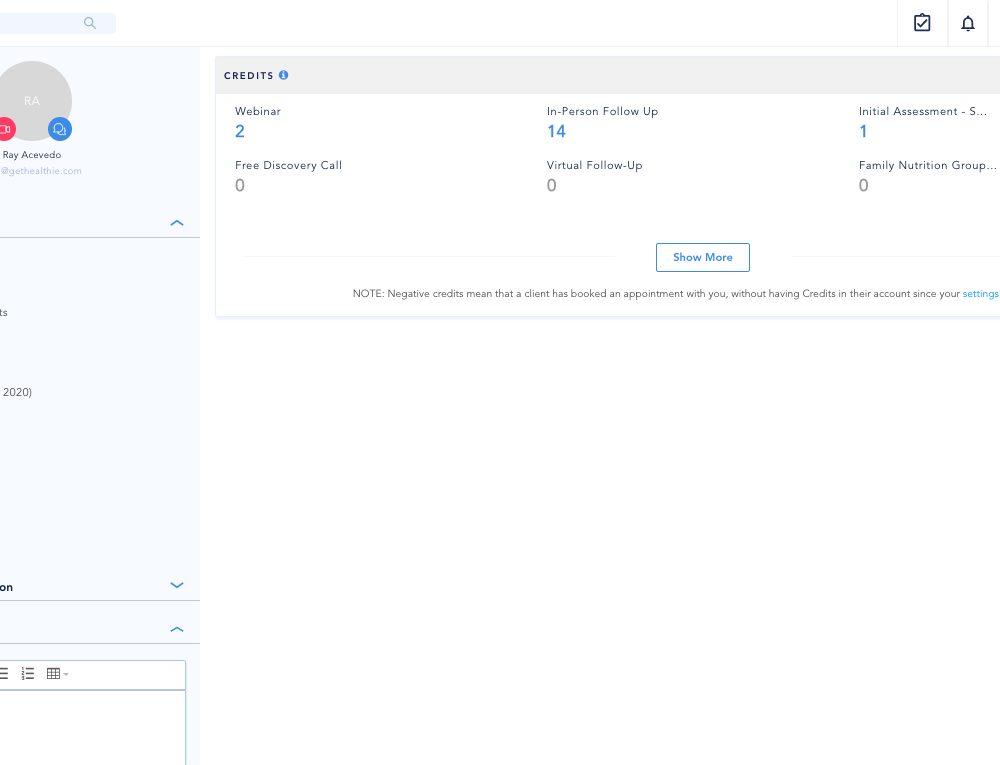 RA
Ray Acevedo
@gethealthie.com
ts
2020)
on
CREDITS
Webinar
2
In-Person Follow Up
14
Initial Assessment - S...
1
Free Discovery Call
0
Virtual Follow-Up
0
Family Nutrition Group...
0
Show More
NOTE: Negative credits mean that a client has booked an appointment with you, without having Credits in their account since your settings